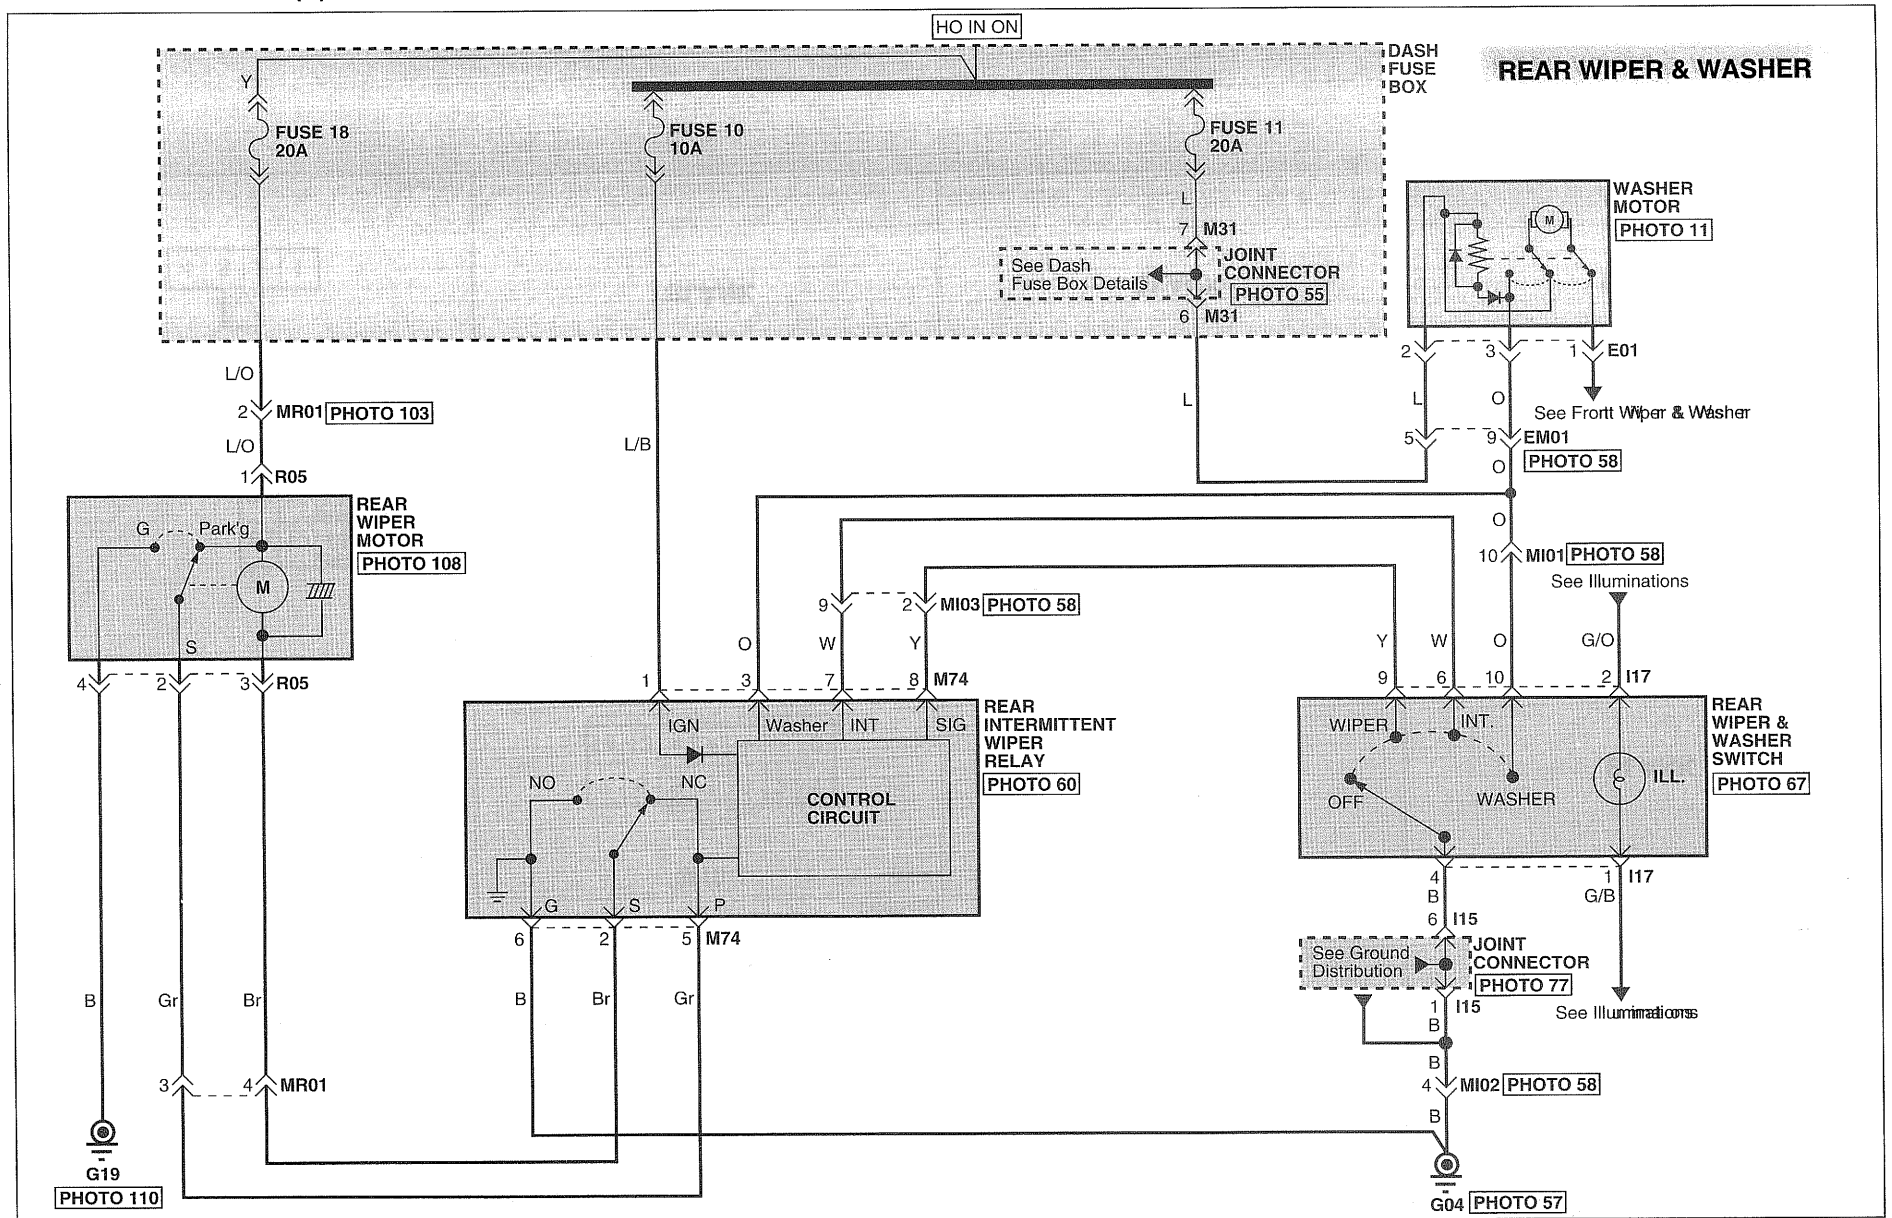 HO IN ON
DASH
FUSE
BOX
REAR WIPER & WASHER
Y
FUSE 18
20A
FUSE 10
10A
FUSE 11
20A
L
7 M31
See Dash
Fuse Box Details
JOINT
CONNECTOR
PHOTO 55
6 M31
WASHER
MOTOR
PHOTO 11
M
2 3 1 E01
L/O
2 MR01 PHOTO 103
L/O
1 R05
L/B
L
L
O
See Frontt Wiper & Washer
5 9 EM01
PHOTO 58
O
O
10 MI01 PHOTO 58
See Illuminations
REAR
WIPER
MOTOR
PHOTO 108
G Park'g
M
S
4 2 3 R05
9 2 MI03 PHOTO 58
O W Y
1 3 7 8 M74
Y W O G/O
9 6 10 2 I17
IGN Washer INT SIG
NO NC
CONTROL
CIRCUIT
G S P
REAR
INTERMITTENT
WIPER
RELAY
PHOTO 60
6 2 5 M74
WIPER INT.
OFF WASHER
ILL.
REAR
WIPER &
WASHER
SWITCH
PHOTO 67
4 1 I17
B G/B
6 I15
See Ground
Distribution
JOINT
CONNECTOR
PHOTO 77
1 I15
B
See Illuminations
B
4 MI02 PHOTO 58
B
B Gr Br
B Br Gr
3 4 MR01
G19
PHOTO 110
G04 PHOTO 57